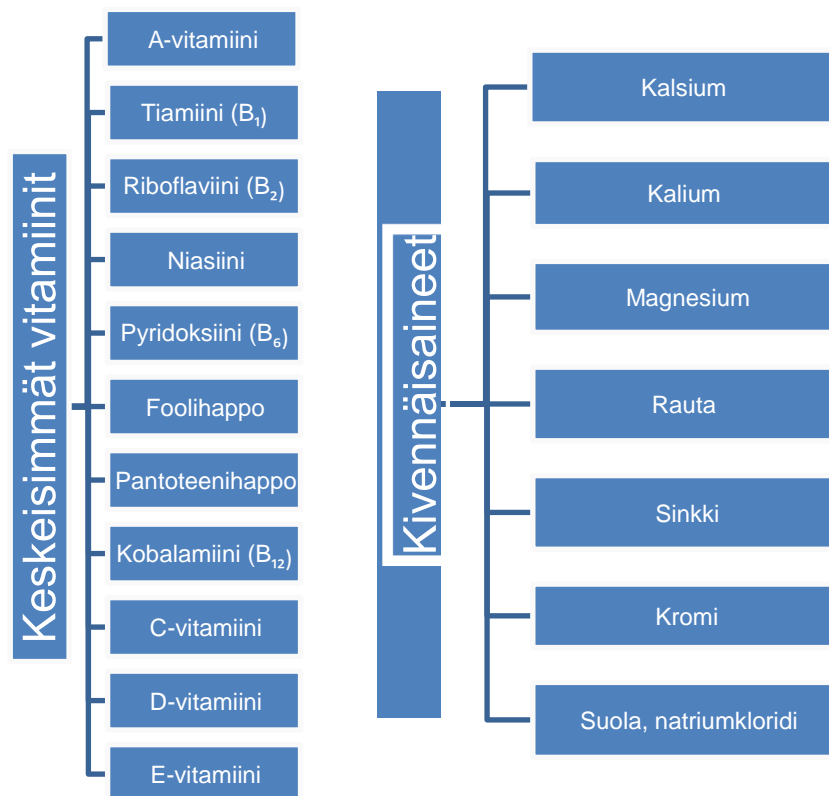 Keskeisimmät vitamiinit
A-vitamiini
Tiamiini (B₁)
Riboflaviini (B₂)
Niasiini
Pyridoksiini (B₆)
Foolihappo
Pantoteenihappo
Kobalamiini (B₁₂)
C-vitamiini
D-vitamiini
E-vitamiini
Kivennäisaineet
Kalsium
Kalium
Magnesium
Rauta
Sinkki
Kromi
Suola, natriumkloridi